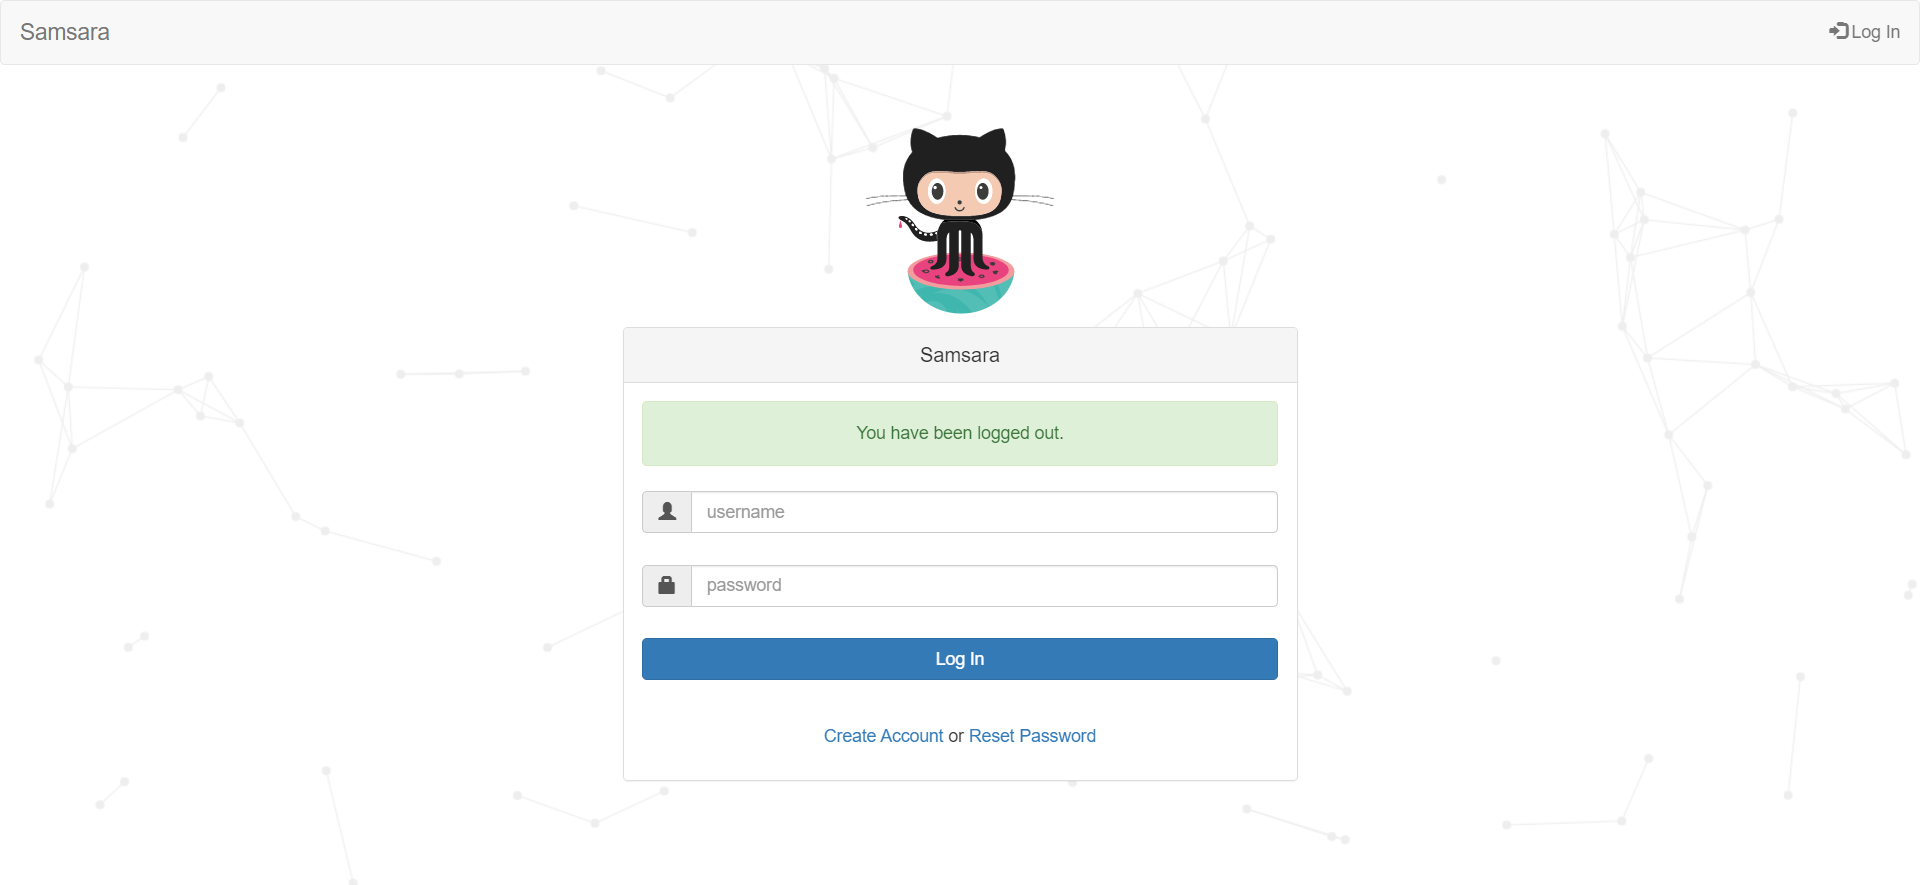 Samsara
Log In
Samsara
You have been logged out.
username
password
Log In
Create Account or Reset Password